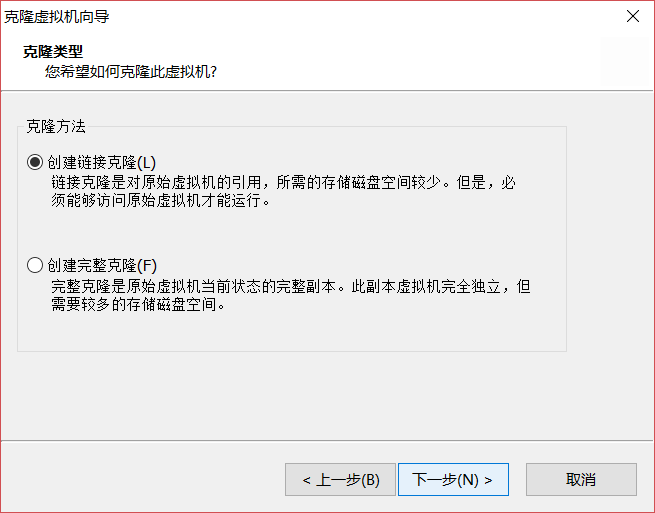 克隆虚拟机向导
克隆类型
您希望如何克隆此虚拟机?
克隆方法
创建链接克隆(L)
链接克隆是对原始虚拟机的引用，所需的存储磁盘空间较少。但是，必
须能够访问原始虚拟机才能运行。
创建完整克隆(F)
完整克隆是原始虚拟机当前状态的完整副本。此副本虚拟机完全独立，但
需要较多的存储磁盘空间。
< 上一步(B) 下一步(N) > 取消